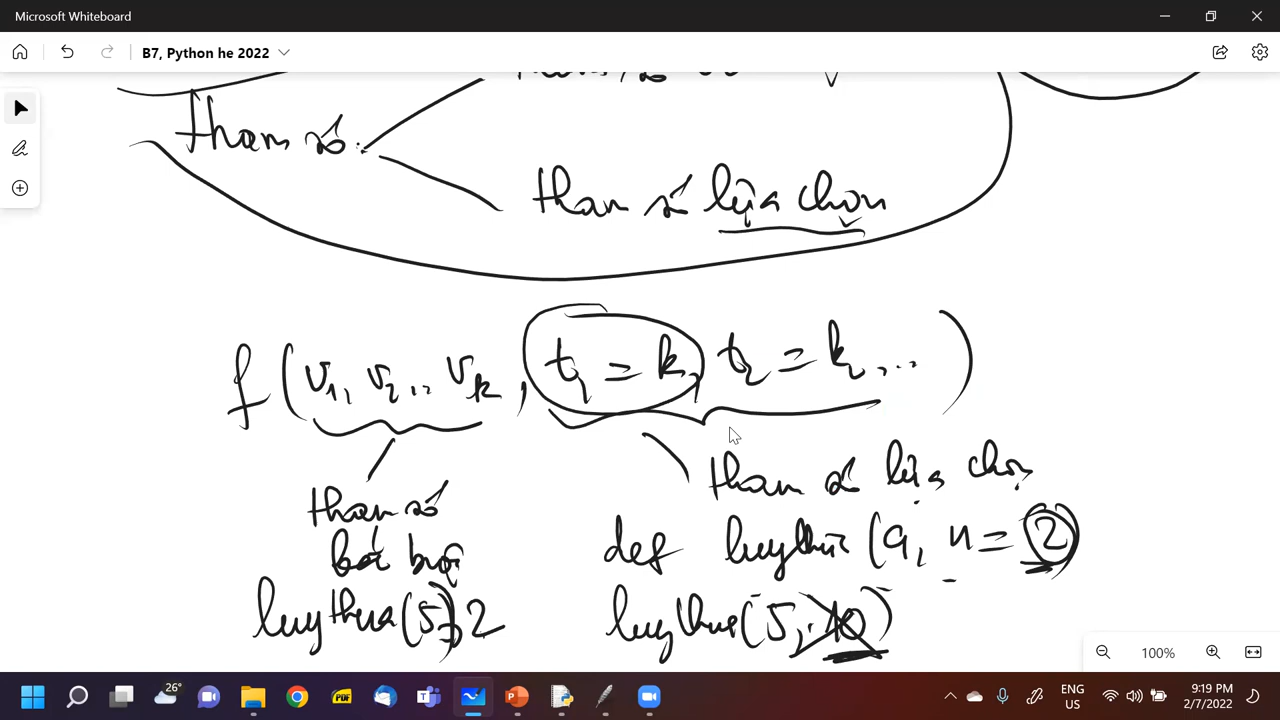 Microsoft Whiteboard
B7, Python he 2022
tham số
tham số lựa chọn
f(v1, v2 .. vk, t1 = k, t2 = k2, ...)
tham số lựa chọn
tham số
bắt buộc
def luythua (a, n = 2)
luythua(5) 2
luythua(5, 10)
100%
26°
PDF
ENG
US
9:19 PM
2/7/2022